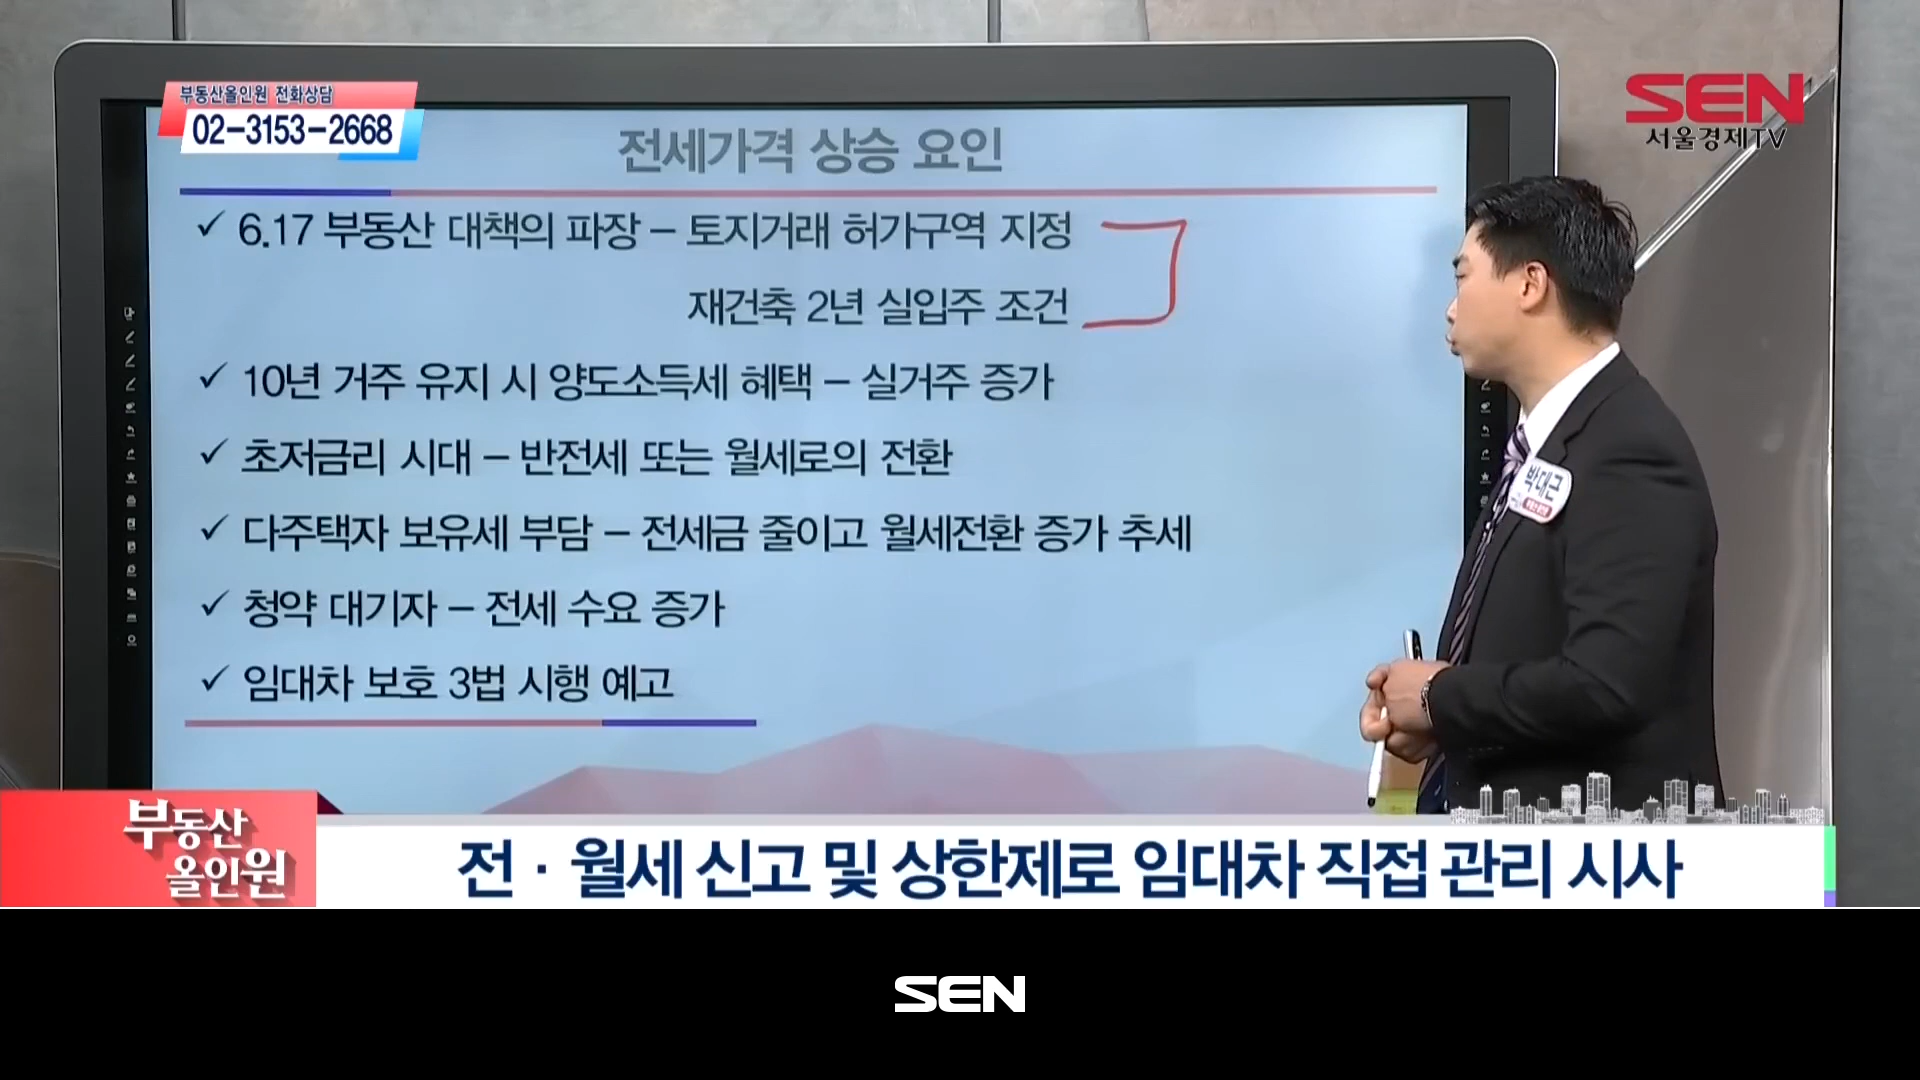 부동산올인원 전화상담
02-3153-2668
SEN
서울경제TV
전세가격 상승 요인
✓ 6.17 부동산 대책의 파장 – 토지거래 허가구역 지정
재건축 2년 실입주 조건
✓ 10년 거주 유지 시 양도소득세 혜택 – 실거주 증가
✓ 초저금리 시대 – 반전세 또는 월세로의 전환
✓ 다주택자 보유세 부담 – 전세금 줄이고 월세전환 증가 추세
✓ 청약 대기자 – 전세 수요 증가
✓ 임대차 보호 3법 시행 예고
박대근
부동산
올인원
전·월세 신고 및 상한제로 임대차 직접 관리 시사
SEN